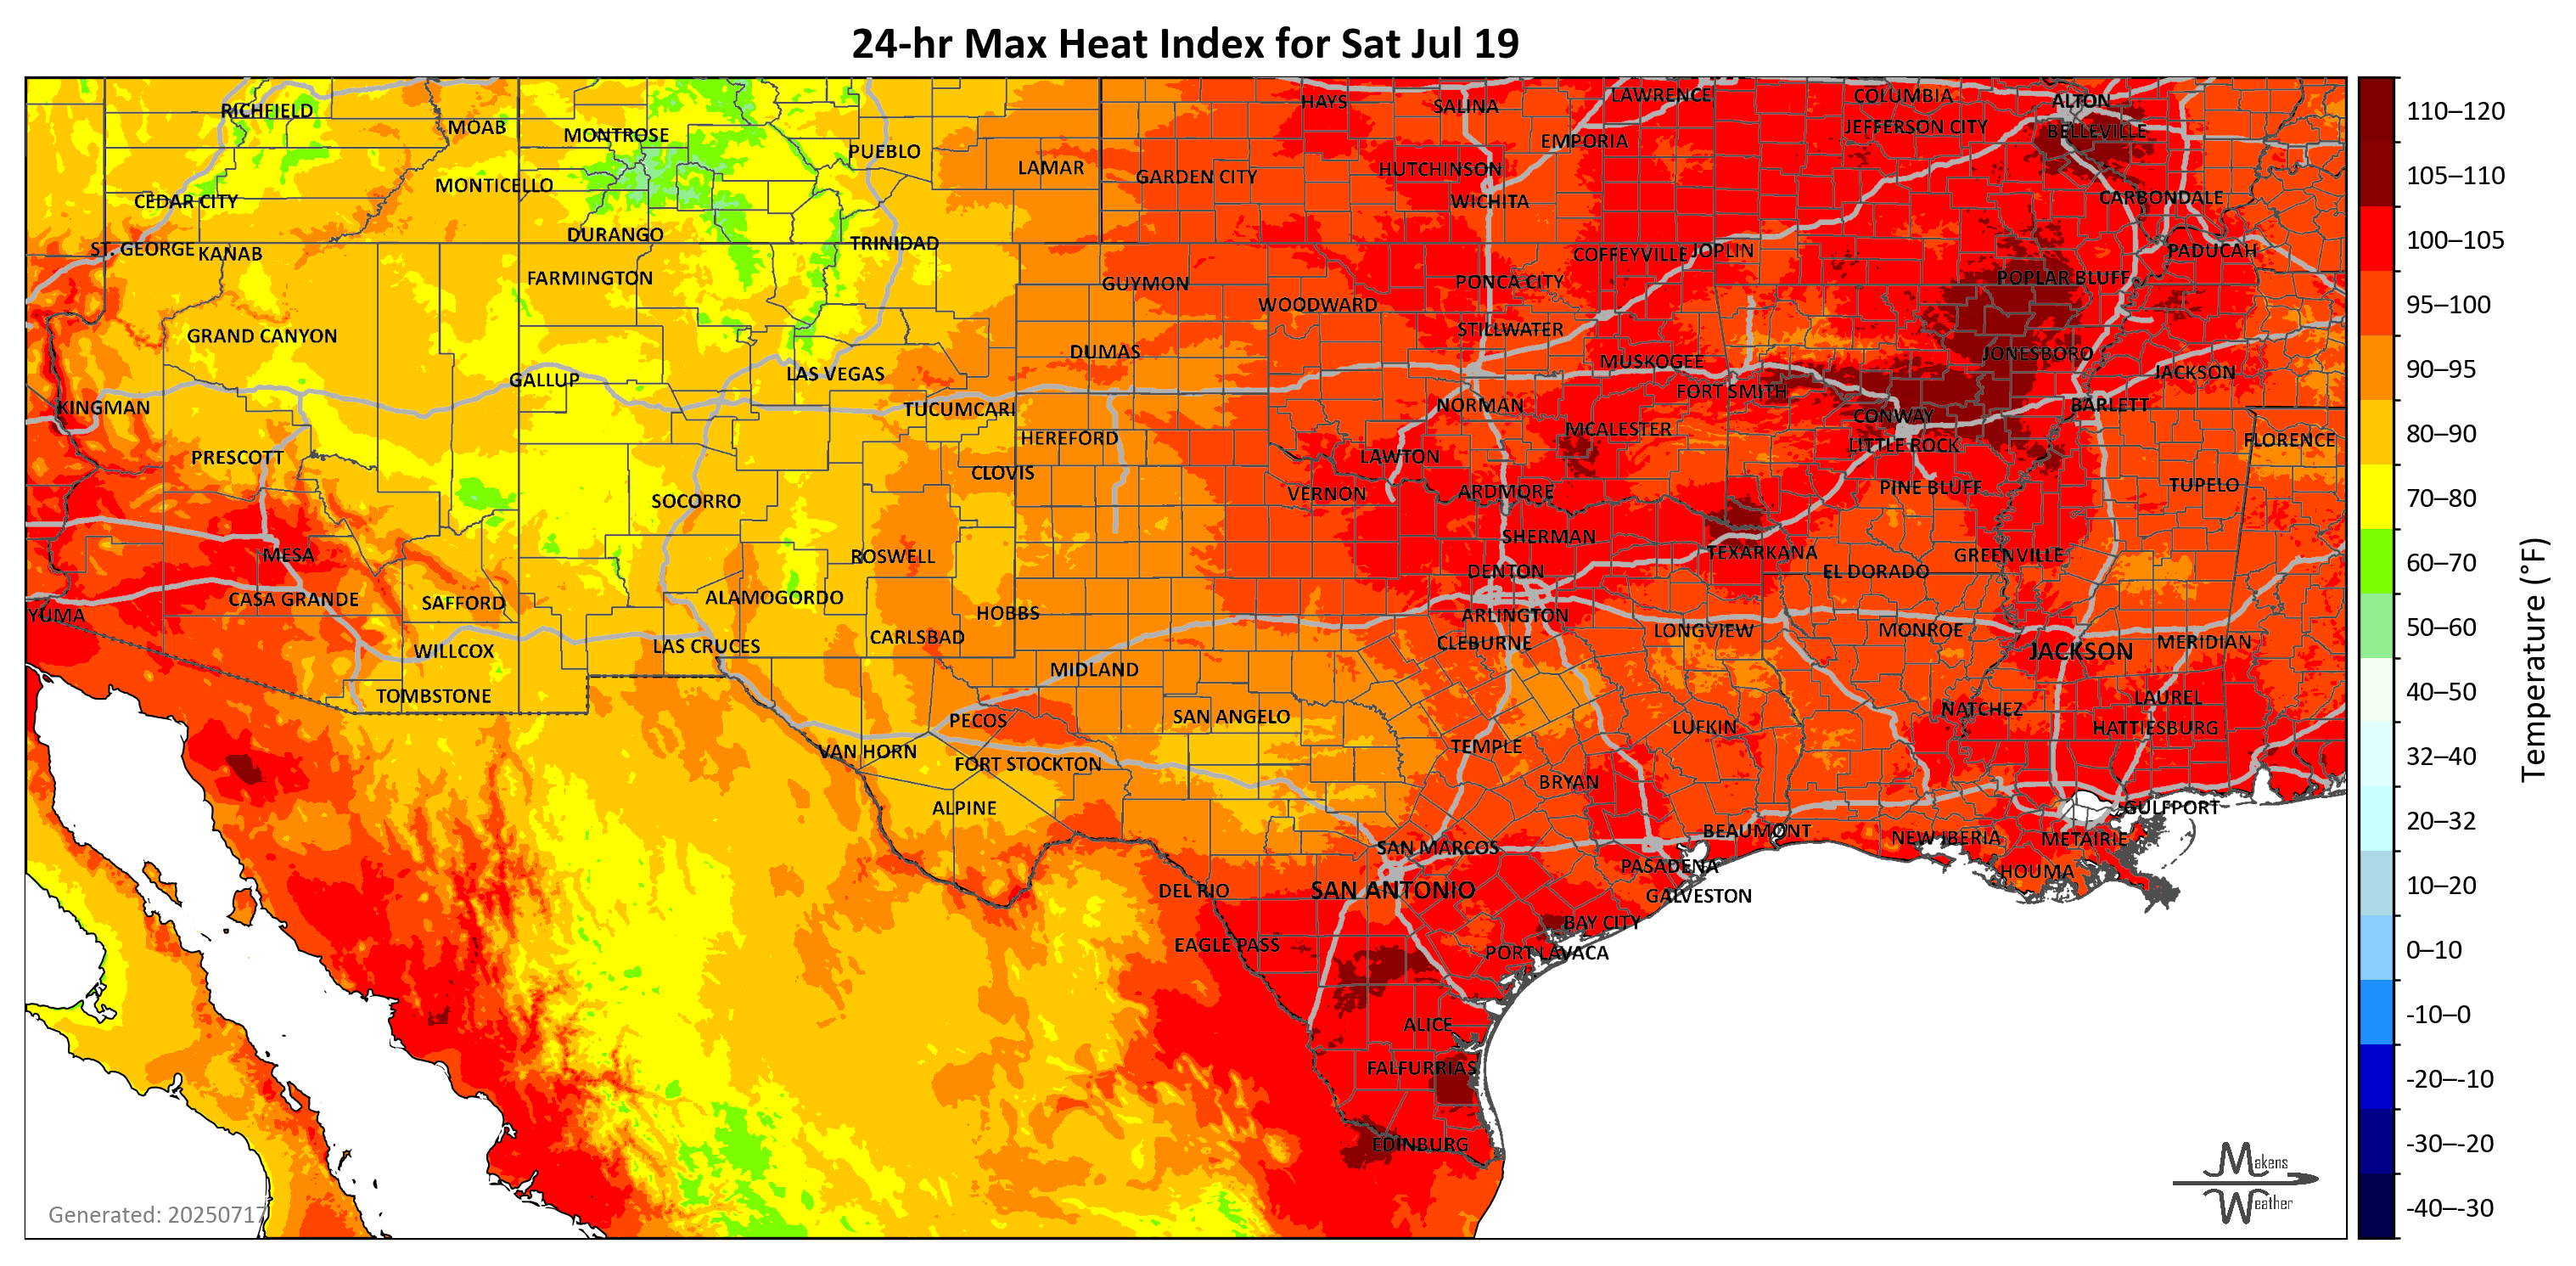 24-hr Max Heat Index for Sat Jul 19
RICHFIELD
MOAB
MONTROSE
PUEBLO
LAMAR
HAYS
SALINA
LAWRENCE
COLUMBIA
ALTON
GARDEN CITY
HUTCHINSON
EMPORIA
JEFFERSON CITY
BELLEVILLE
CEDAR CITY
MONTICELLO
WICHITA
CARBONDALE
ST. GEORGE
KANAB
DURANGO
TRINIDAD
COFFEYVILLE
JOPLIN
PADUCAH
FARMINGTON
GUYMON
WOODWARD
PONCA CITY
POPLAR BLUFF
GRAND CANYON
DUMAS
STILLWATER
MUSKOGEE
JONESBORO
JACKSON
KINGMAN
GALLUP
LAS VEGAS
TUCUMCARI
NORMAN
FORT SMITH
CONWAY
BARLETT
PRESCOTT
HEREFORD
LAWTON
MCALESTER
LITTLE ROCK
FLORENCE
SOCORRO
CLOVIS
VERNON
ARDMORE
PINE BLUFF
TUPELO
MESA
ROSWELL
SHERMAN
TEXARKANA
GREENVILLE
CASA GRANDE
SAFFORD
ALAMOGORDO
HOBBS
DENTON
EL DORADO
YUMA
WILLCOX
LAS CRUCES
CARLSBAD
ARLINGTON
CLEBURNE
LONGVIEW
MONROE
JACKSON
MERIDIAN
TOMBSTONE
MIDLAND
PECOS
SAN ANGELO
LUFKIN
NATCHEZ
LAUREL
HATTIESBURG
VAN HORN
FORT STOCKTON
TEMPLE
BRYAN
ALPINE
GULFPORT
SAN MARCOS
BEAUMONT
NEW IBERIA
METAIRIE
DEL RIO
SAN ANTONIO
PASADENA
GALVESTON
HOUMA
EAGLE PASS
BAY CITY
PORT LAVACA
ALICE
FALFURRIAS
EDINBURG
Generated: 20250717
Makens
Weather
110–120
105–110
100–105
95–100
90–95
80–90
70–80
60–70
50–60
40–50
32–40
20–32
10–20
0–10
-10–0
-20–-10
-30–-20
-40–-30
Temperature (°F)